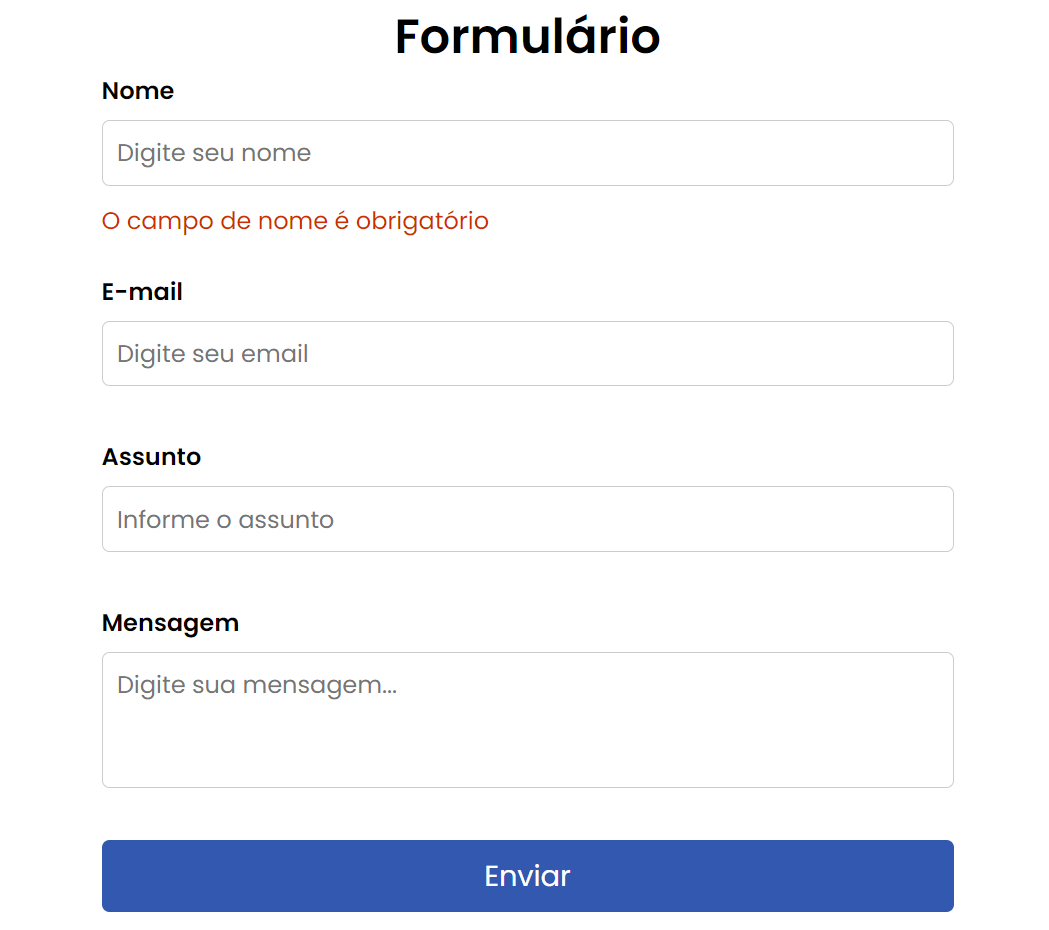 Formulário
Nome
Digite seu nome
O campo de nome é obrigatório
E-mail
Digite seu email
Assunto
Informe o assunto
Mensagem
Digite sua mensagem...
Enviar